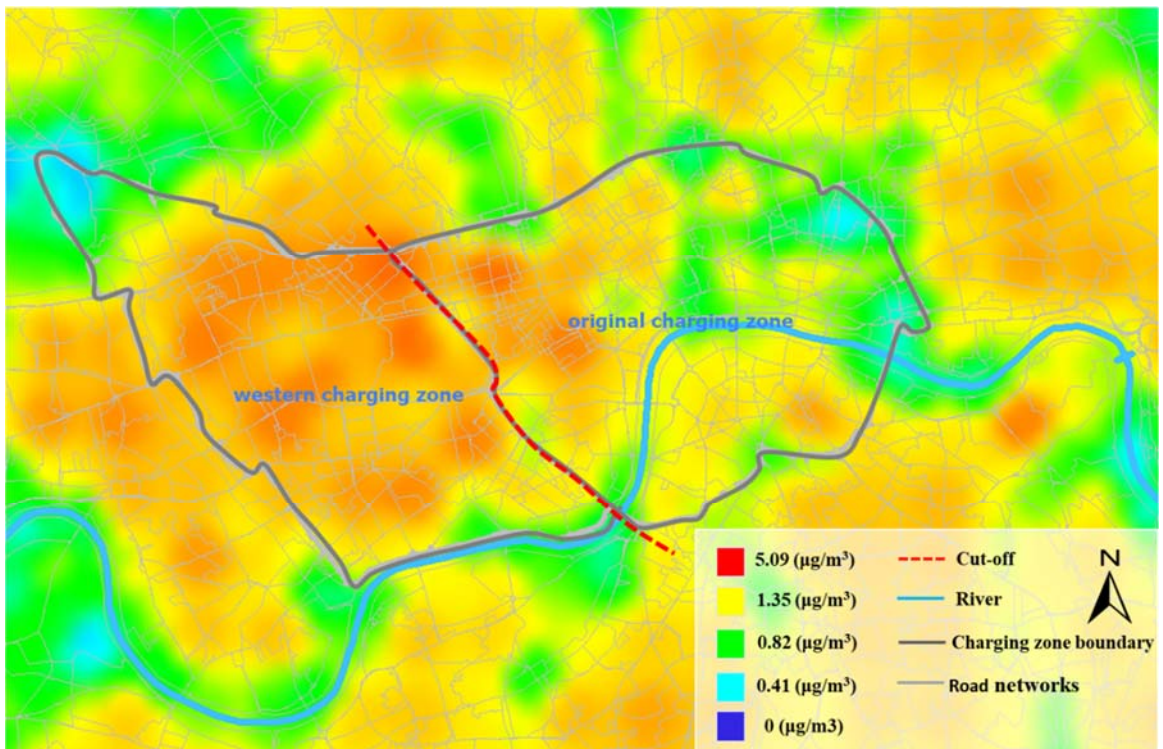 original charging zone
western charging zone
5.09 (µg/m³) Cut-off N
1.35 (µg/m³) River
0.82 (µg/m³) Charging zone boundary
0.41 (µg/m³) Road networks
0 (µg/m3)